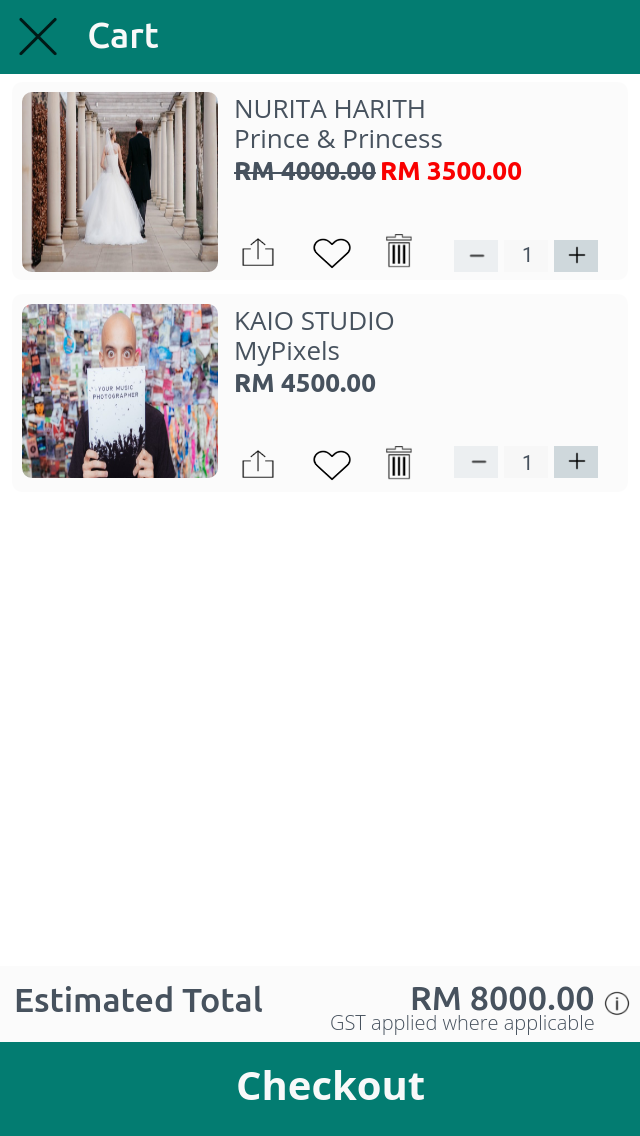 Cart
NURITA HARITH
Prince & Princess
RM 4000.00 RM 3500.00
− 1 +
KAIO STUDIO
MyPixels
RM 4500.00
YOUR MUSIC
PHOTOGRAPHER
− 1 +
Estimated Total
RM 8000.00
GST applied where applicable
Checkout